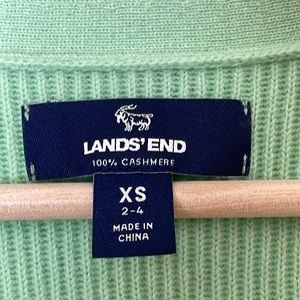 LANDS' END
100% CASHMERE
XS
2-4
MADE IN
CHINA